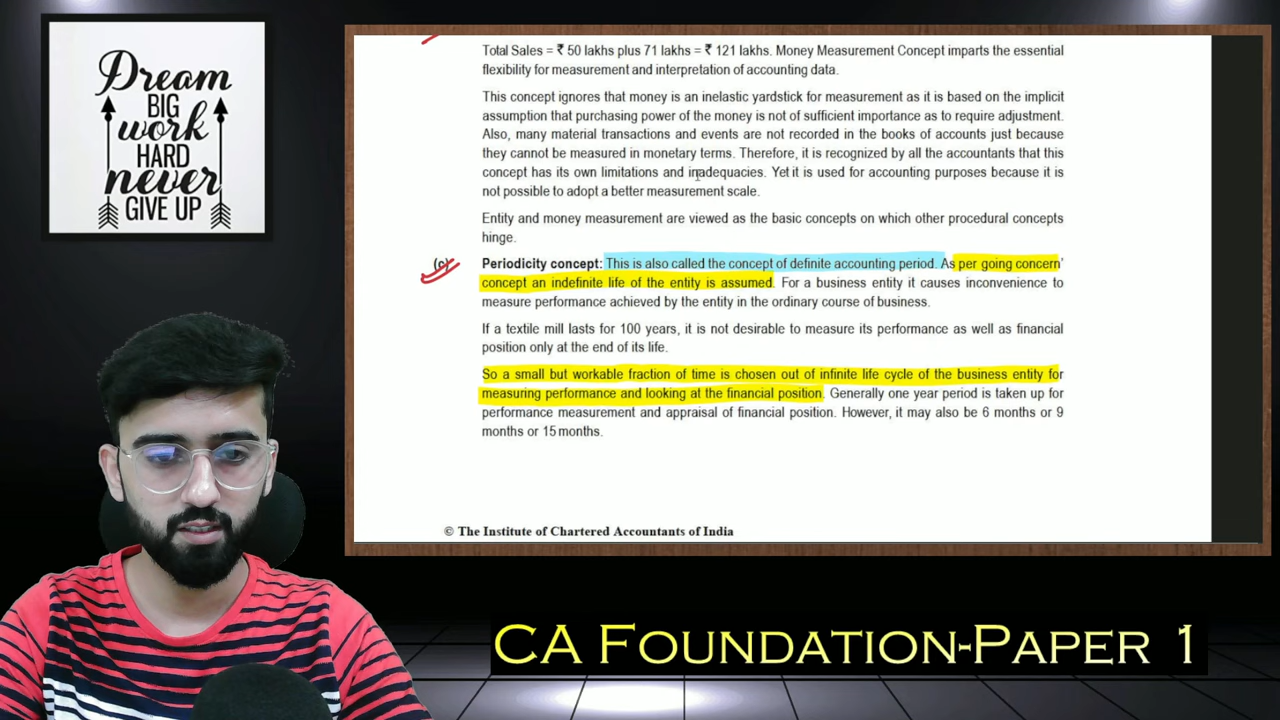 Dream
BIG
work
HARD
never
GIVE UP
Total Sales = ₹ 50 lakhs plus 71 lakhs = ₹ 121 lakhs. Money Measurement Concept imparts the essential
flexibility for measurement and interpretation of accounting data.
This concept ignores that money is an inelastic yardstick for measurement as it is based on the implicit
assumption that purchasing power of the money is not of sufficient importance as to require adjustment.
Also, many material transactions and events are not recorded in the books of accounts just because
they cannot be measured in monetary terms. Therefore, it is recognized by all the accountants that this
concept has its own limitations and inadequacies. Yet it is used for accounting purposes because it is
not possible to adopt a better measurement scale.
Entity and money measurement are viewed as the basic concepts on which other procedural concepts
hinge.
(c) Periodicity concept: This is also called the concept of definite accounting period. As per going concern'
concept an indefinite life of the entity is assumed. For a business entity it causes inconvenience to
measure performance achieved by the entity in the ordinary course of business.
If a textile mill lasts for 100 years, it is not desirable to measure its performance as well as financial
position only at the end of its life.
So a small but workable fraction of time is chosen out of infinite life cycle of the business entity for
measuring performance and looking at the financial position. Generally one year period is taken up for
performance measurement and appraisal of financial position. However, it may also be 6 months or 9
months or 15 months.
© The Institute of Chartered Accountants of India
CA Foundation-Paper 1